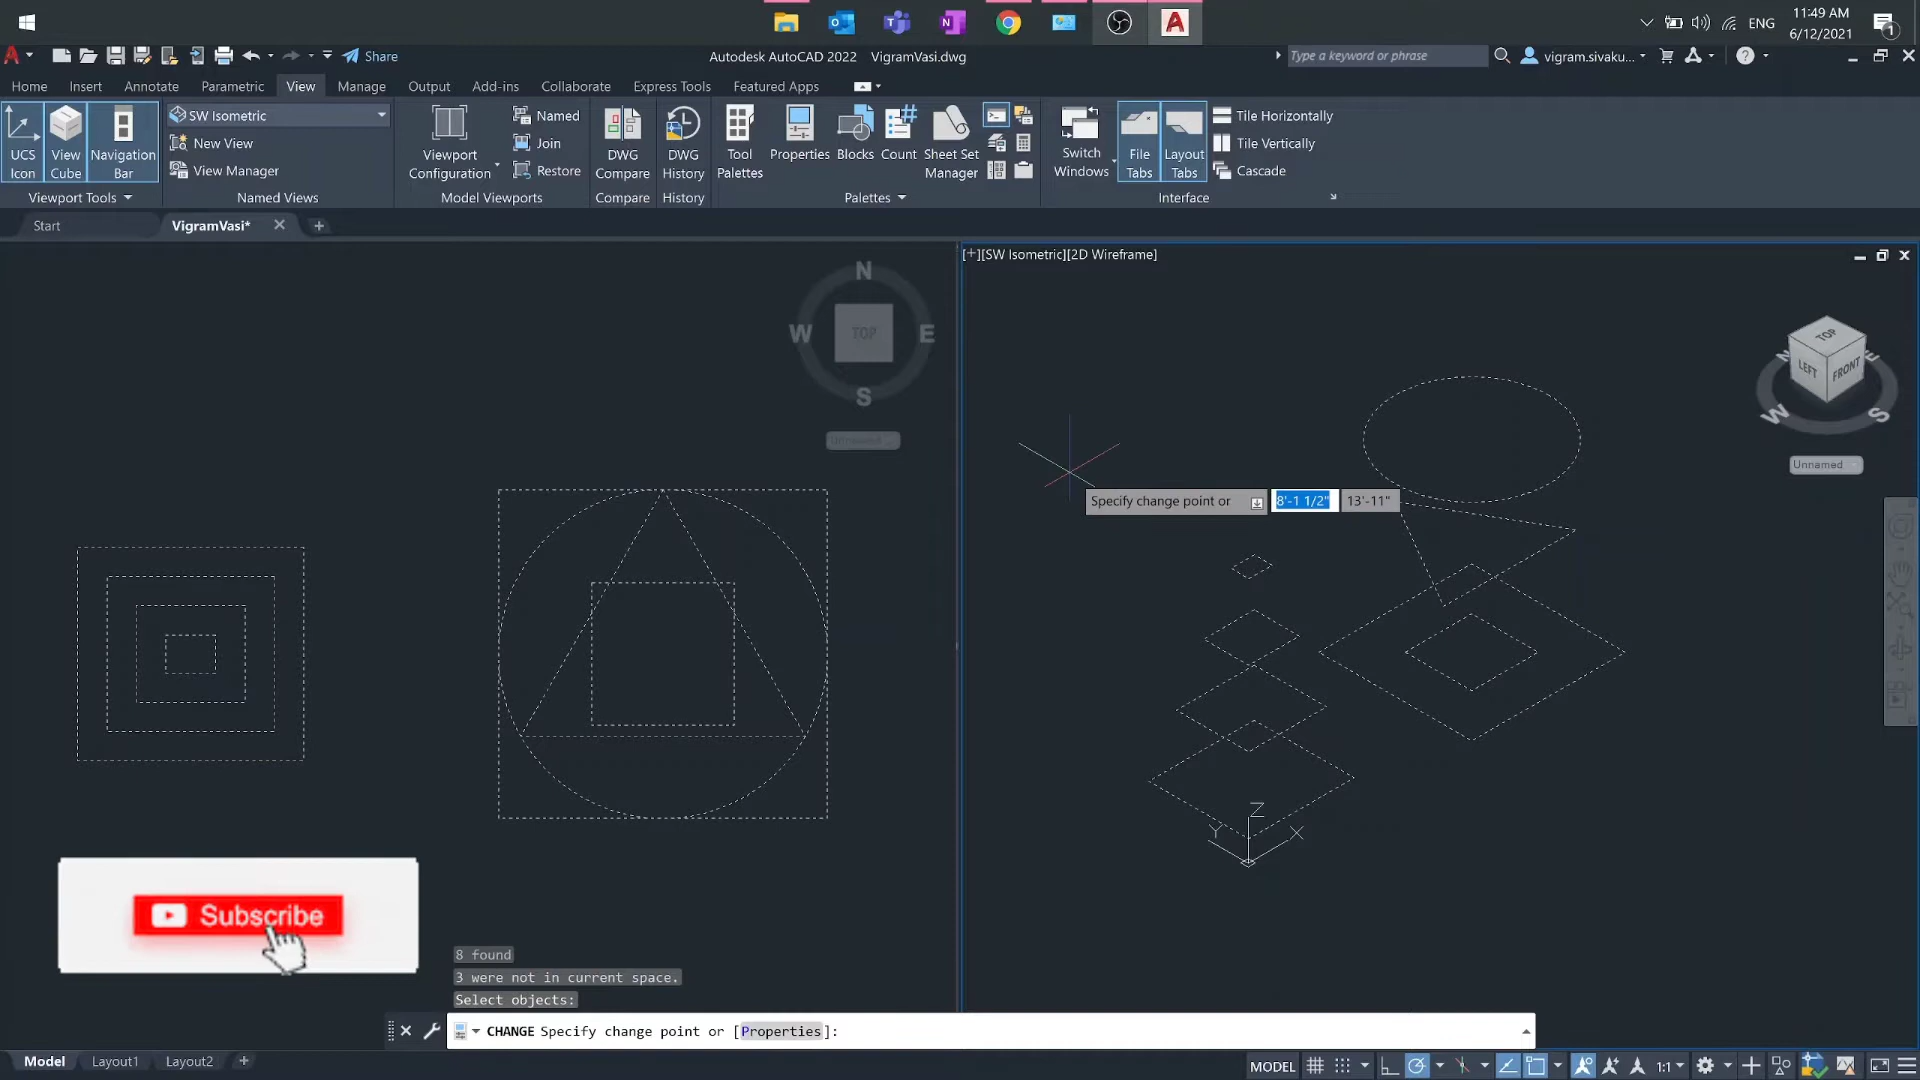 11:49 AM
ENG
6/12/2021
1
Share
Autodesk AutoCAD 2022 VigramVasi.dwg
Type a keyword or phrase
vigram.sivaku...
Home Insert Annotate Parametric View Manage Output Add-ins Collaborate Express Tools Featured Apps
UCS Icon
View Cube
Navigation Bar
Viewport Tools
SW Isometric
New View
View Manager
Named Views
Viewport Configuration
Named
Join
Restore
Model Viewports
DWG Compare
Compare
DWG History
History
Tool Palettes
Properties
Blocks
Count
Sheet Set Manager
Palettes
Switch Windows
File Tabs
Layout Tabs
Tile Horizontally
Tile Vertically
Cascade
Interface
Start
VigramVasi*
[+][SW Isometric][2D Wireframe]
N
W TOP E
S
Unnamed
TOP
LEFT FRONT
N E
W S
Unnamed
Specify change point or 8'-1 1/2" 13'-11"
Z
Y X
Subscribe
8 found
3 were not in current space.
Select objects:
CHANGE Specify change point or [Properties]:
Model Layout1 Layout2
MODEL
1:1